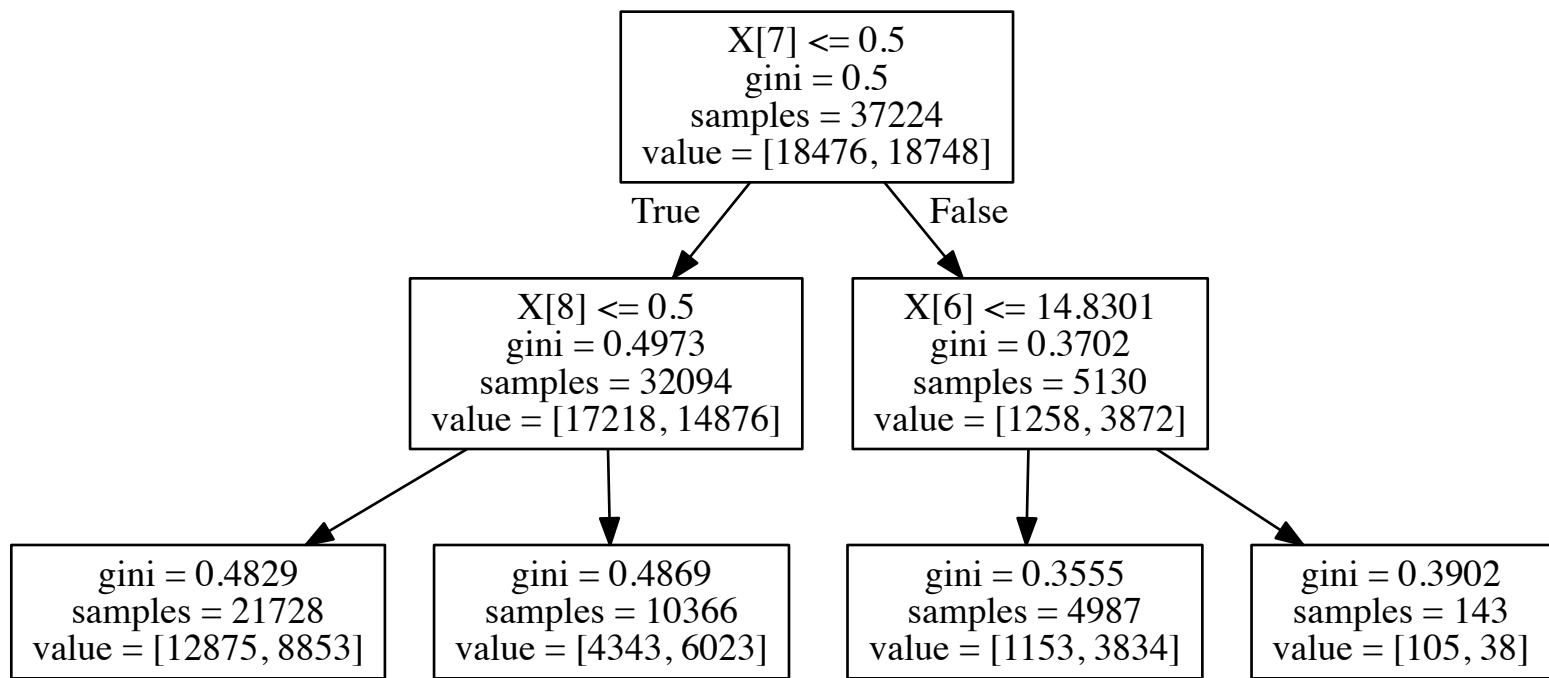 X[7] <= 0.5
gini = 0.5
samples = 37224
value = [18476, 18748]
True
False
X[8] <= 0.5
gini = 0.4973
samples = 32094
value = [17218, 14876]
X[6] <= 14.8301
gini = 0.3702
samples = 5130
value = [1258, 3872]
gini = 0.4829
samples = 21728
value = [12875, 8853]
gini = 0.4869
samples = 10366
value = [4343, 6023]
gini = 0.3555
samples = 4987
value = [1153, 3834]
gini = 0.3902
samples = 143
value = [105, 38]